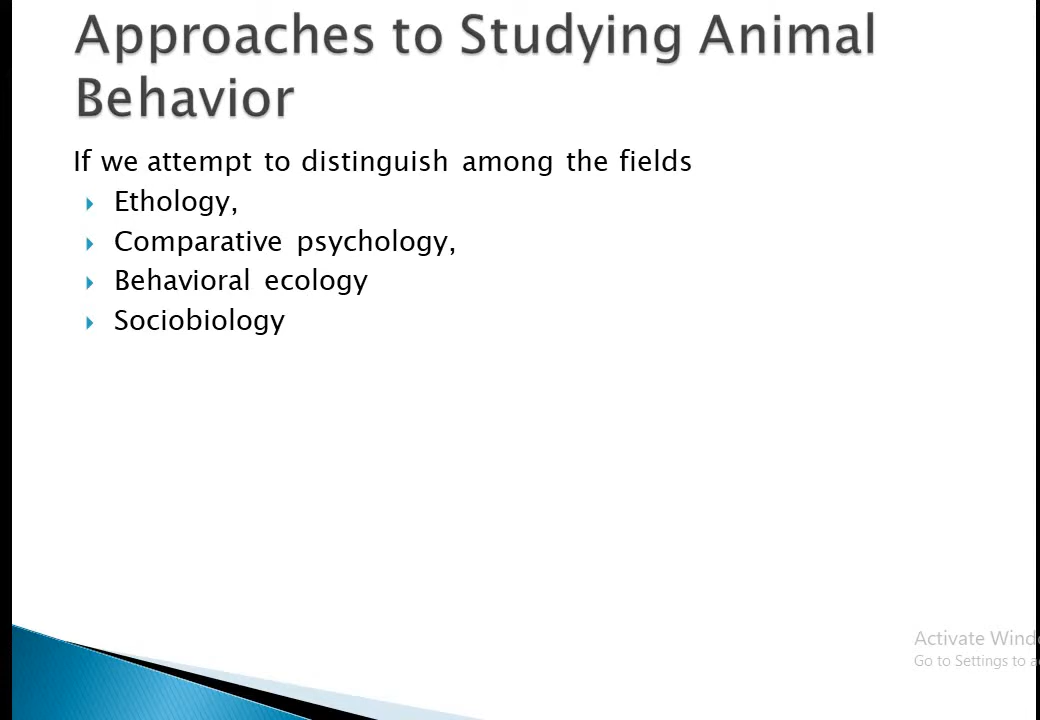 Approaches to Studying Animal
Behavior
If we attempt to distinguish among the fields
Ethology,
Comparative psychology,
Behavioral ecology
Sociobiology
Activate Wind
Go to Settings to a